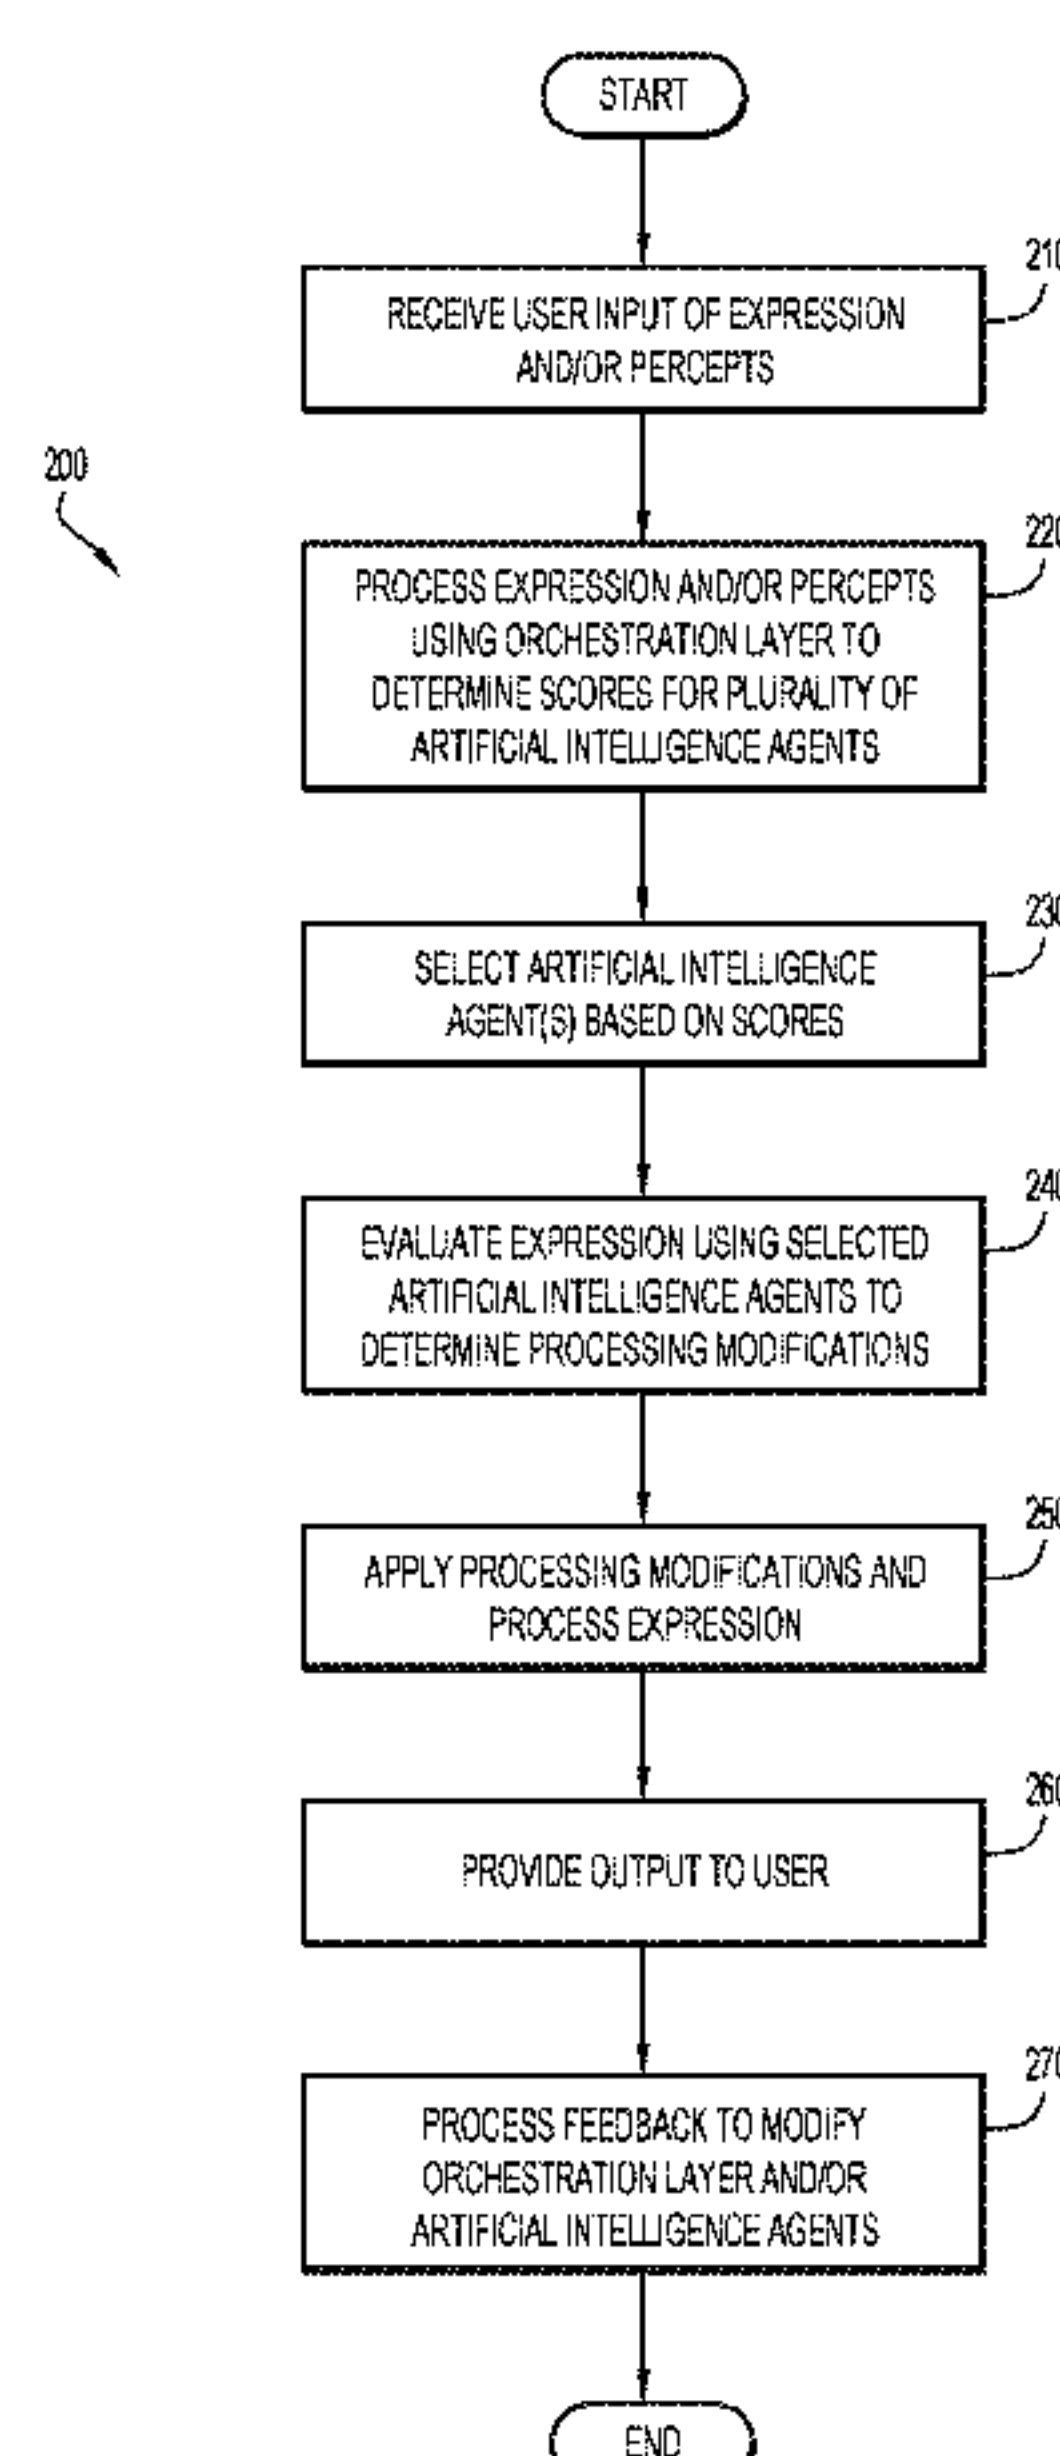 START
210
RECEIVE USER INPUT OF EXPRESSION
AND/OR PERCEPTS
200
220
PROCESS EXPRESSION AND/OR PERCEPTS
USING ORCHESTRATION LAYER TO
DETERMINE SCORES FOR PLURALITY OF
ARTIFICIAL INTELLIGENCE AGENTS
230
SELECT ARTIFICIAL INTELLIGENCE
AGENT(S) BASED ON SCORES
240
EVALUATE EXPRESSION USING SELECTED
ARTIFICIAL INTELLIGENCE AGENTS TO
DETERMINE PROCESSING MODIFICATIONS
250
APPLY PROCESSING MODIFICATIONS AND
PROCESS EXPRESSION
260
PROVIDE OUTPUT TO USER
270
PROCESS FEEDBACK TO MODIFY
ORCHESTRATION LAYER AND/OR
ARTIFICIAL INTELLIGENCE AGENTS
END